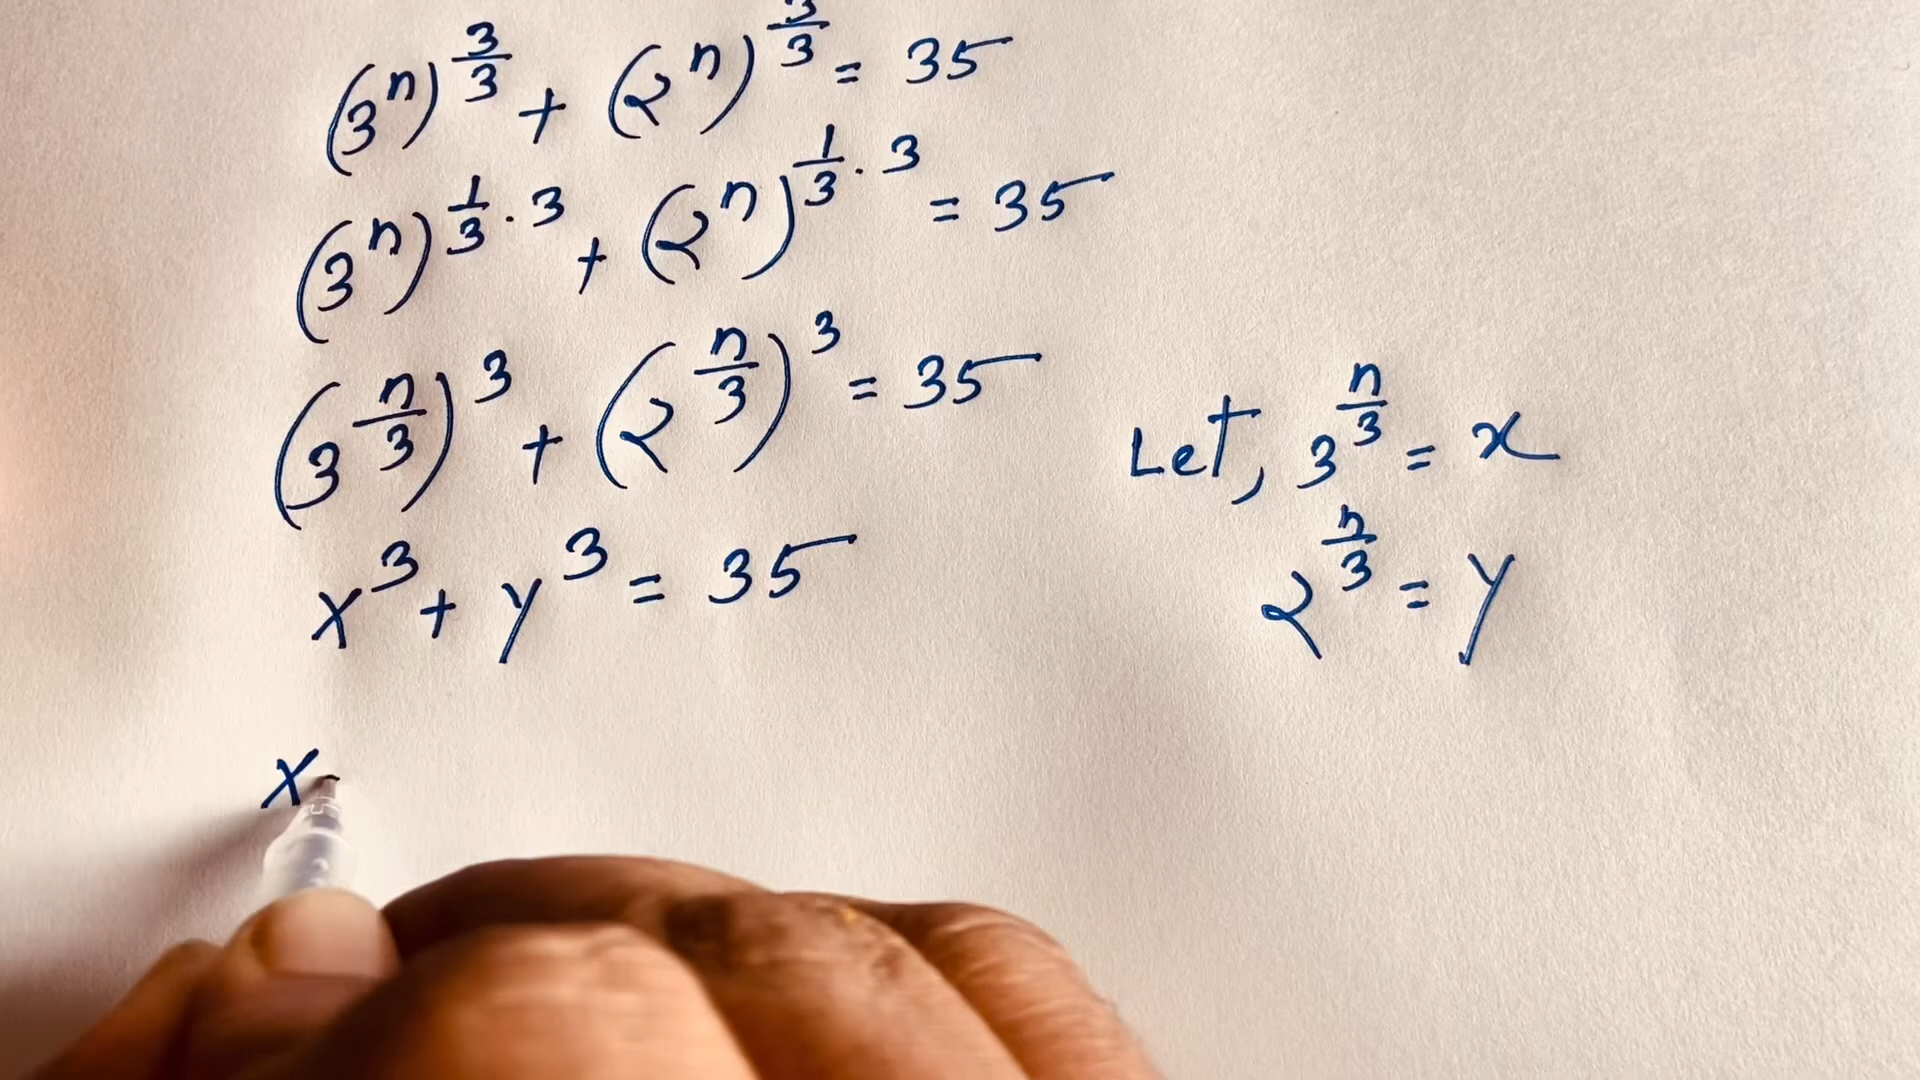 (3^n)^(3/3) + (2^n)^(3/3) = 35
(3^n)^(1/3 · 3) + (2^n)^(1/3 · 3) = 35
(3^(n/3))^3 + (2^(n/3))^3 = 35
Let, 3^(n/3) = x
x^3 + y^3 = 35
2^(n/3) = y
x